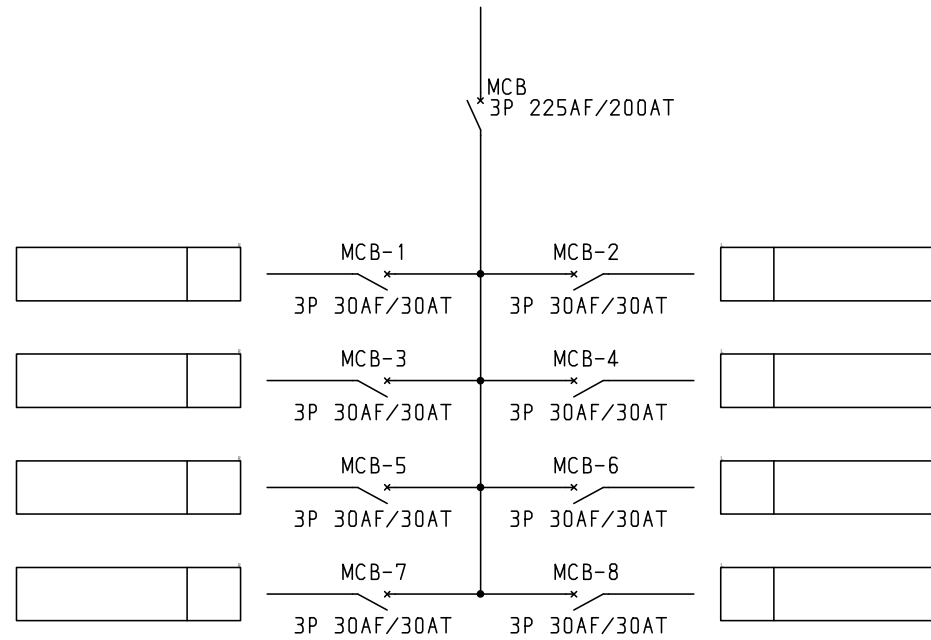 MCB
3P 225AF/200AT
MCB-1 MCB-2
3P 30AF/30AT 3P 30AF/30AT
MCB-3 MCB-4
3P 30AF/30AT 3P 30AF/30AT
MCB-5 MCB-6
3P 30AF/30AT 3P 30AF/30AT
MCB-7 MCB-8
3P 30AF/30AT 3P 30AF/30AT